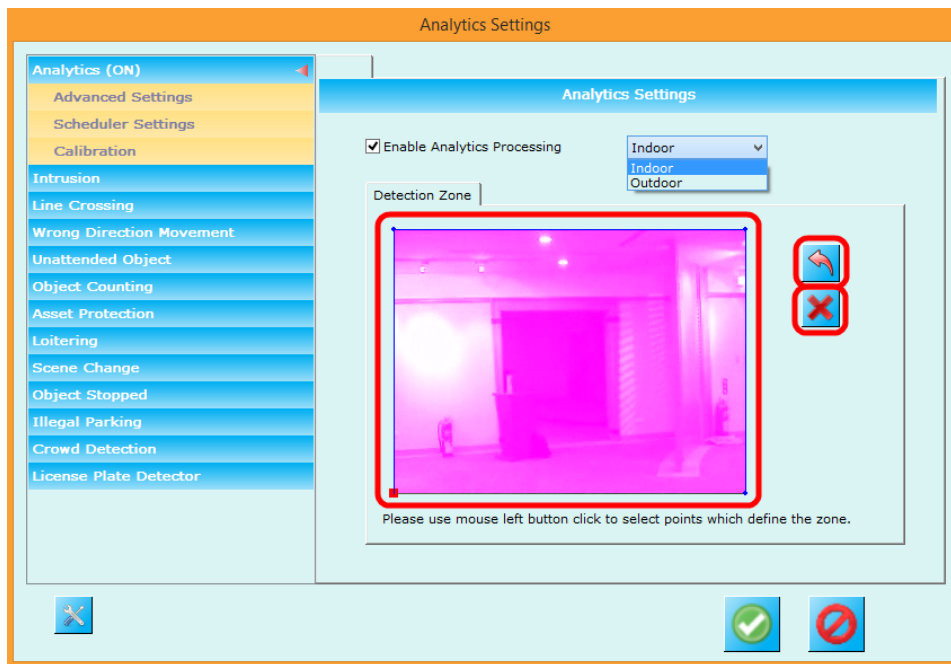 Analytics Settings
Analytics (ON)
Advanced Settings
Scheduler Settings
Calibration
Intrusion
Line Crossing
Wrong Direction Movement
Unattended Object
Object Counting
Asset Protection
Loitering
Scene Change
Object Stopped
Illegal Parking
Crowd Detection
License Plate Detector
Analytics Settings
Enable Analytics Processing
Indoor
Indoor
Outdoor
Detection Zone
Please use mouse left button click to select points which define the zone.